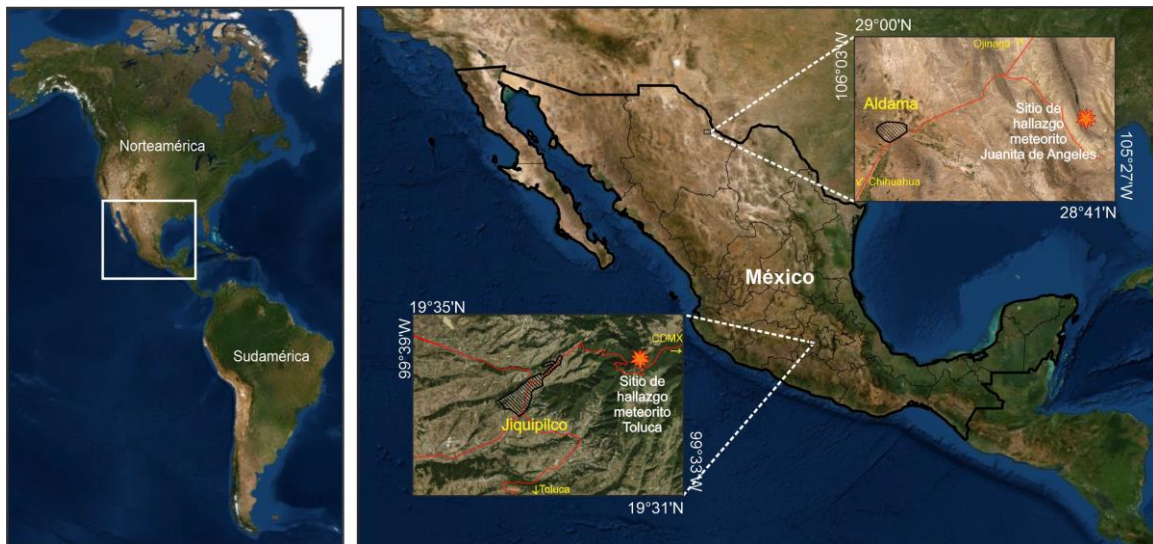 Norteamérica
Sudamérica
México
29°00'N
106°03'W
Ojinaga
Aldama
Sitio de
hallazgo
meteorito
Juanita de Angeles
Chihuahua
105°27'W
28°41'N
19°35'N
99°39'W
CDMX
Sitio de
hallazgo
meteorito
Toluca
Jiquipilco
Toluca
99°33'W
19°31'N